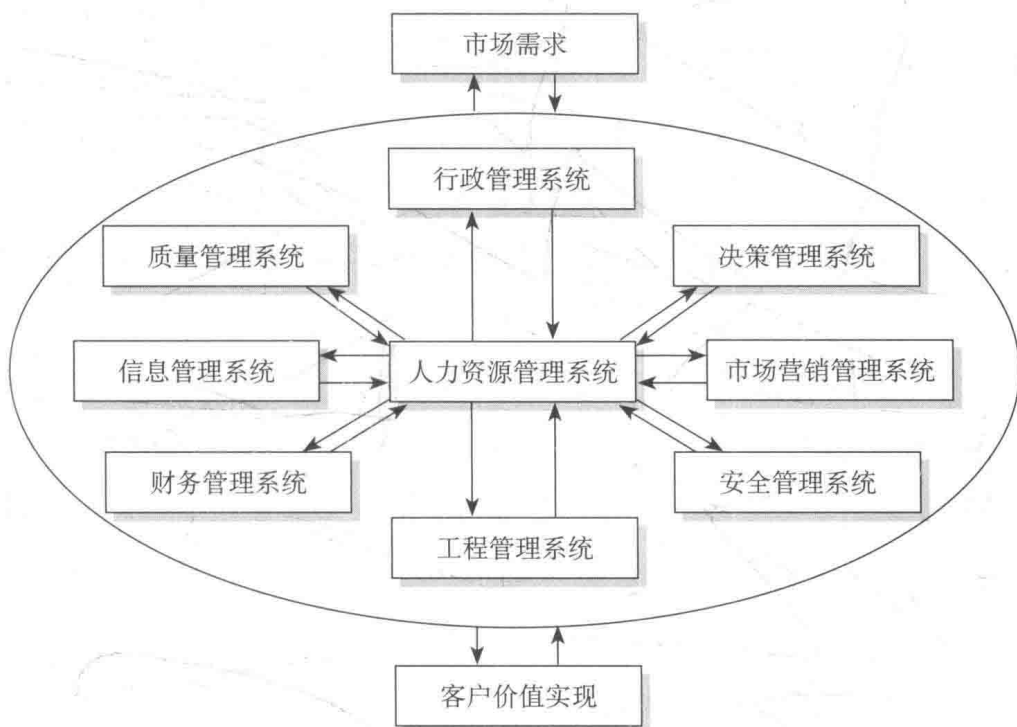 市场需求
行政管理系统
质量管理系统
决策管理系统
信息管理系统
人力资源管理系统
市场营销管理系统
财务管理系统
安全管理系统
工程管理系统
客户价值实现